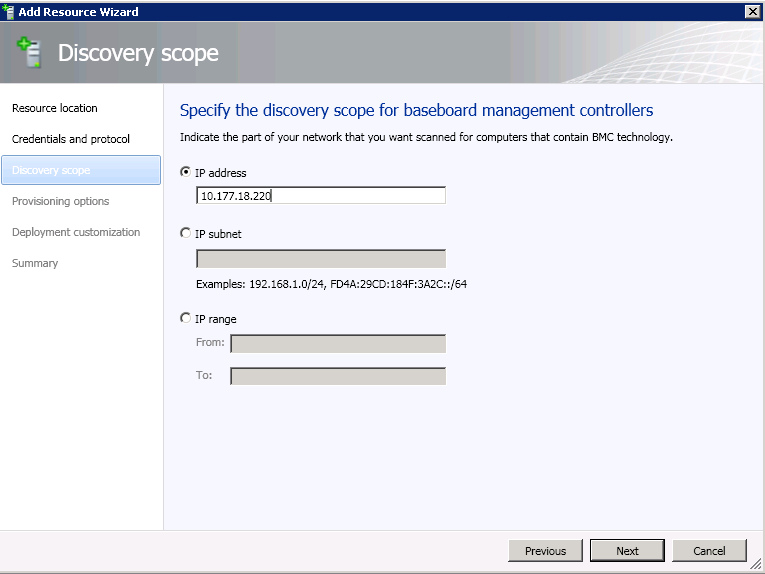 Add Resource Wizard
Discovery scope
Resource location
Credentials and protocol
Discovery scope
Provisioning options
Deployment customization
Summary
Specify the discovery scope for baseboard management controllers
Indicate the part of your network that you want scanned for computers that contain BMC technology.
IP address
10.177.18.220
IP subnet
Examples: 192.168.1.0/24, FD4A:29CD:184F:3A2C::/64
IP range
From:
To:
Previous Next Cancel